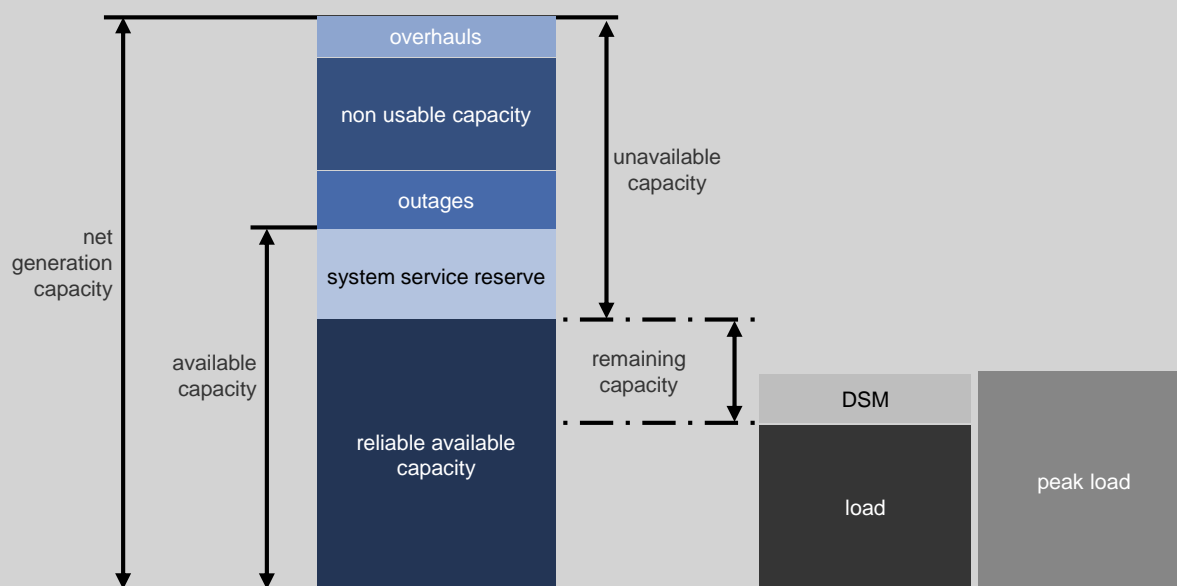 overhauls
non usable capacity
unavailable
capacity
outages
net
generation
capacity
system service reserve
available
capacity
remaining
capacity
DSM
reliable available
capacity
peak load
load